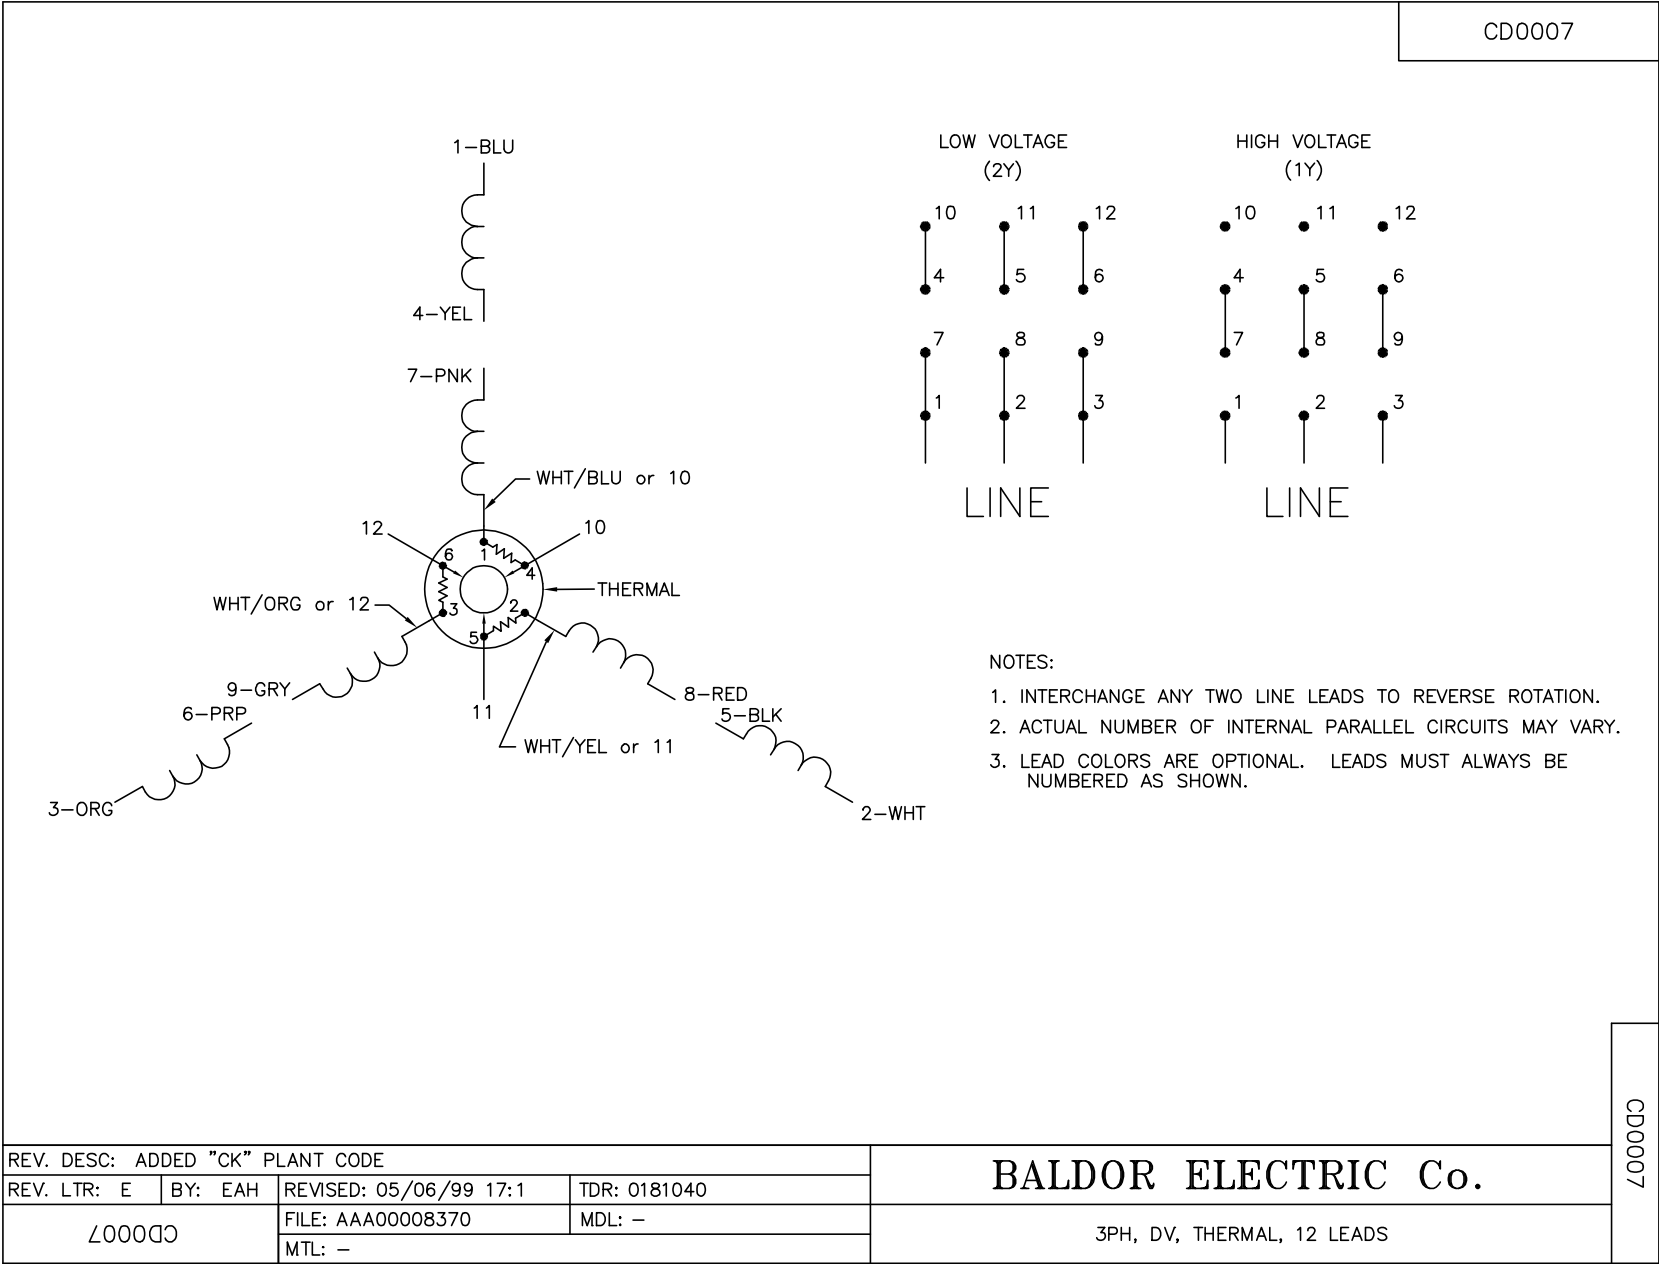 CD0007
1-BLU
4-YEL
7-PNK
WHT/BLU or 10
12
10
6
1
4
THERMAL
WHT/ORG or 12
3
2
5
9-GRY
6-PRP
11
8-RED
5-BLK
WHT/YEL or 11
3-ORG
2-WHT
LOW VOLTAGE
(2Y)
10 11 12
4 5 6
7 8 9
1 2 3
LINE
HIGH VOLTAGE
(1Y)
10 11 12
4 5 6
7 8 9
1 2 3
LINE
NOTES:
1. INTERCHANGE ANY TWO LINE LEADS TO REVERSE ROTATION.
2. ACTUAL NUMBER OF INTERNAL PARALLEL CIRCUITS MAY VARY.
3. LEAD COLORS ARE OPTIONAL. LEADS MUST ALWAYS BE
NUMBERED AS SHOWN.
CD0007
REV. DESC: ADDED "CK" PLANT CODE
REV. LTR: E BY: EAH REVISED: 05/06/99 17:1 TDR: 0181040
CD0007
FILE: AAA00008370 MDL: -
MTL: -
BALDOR ELECTRIC Co.
3PH, DV, THERMAL, 12 LEADS